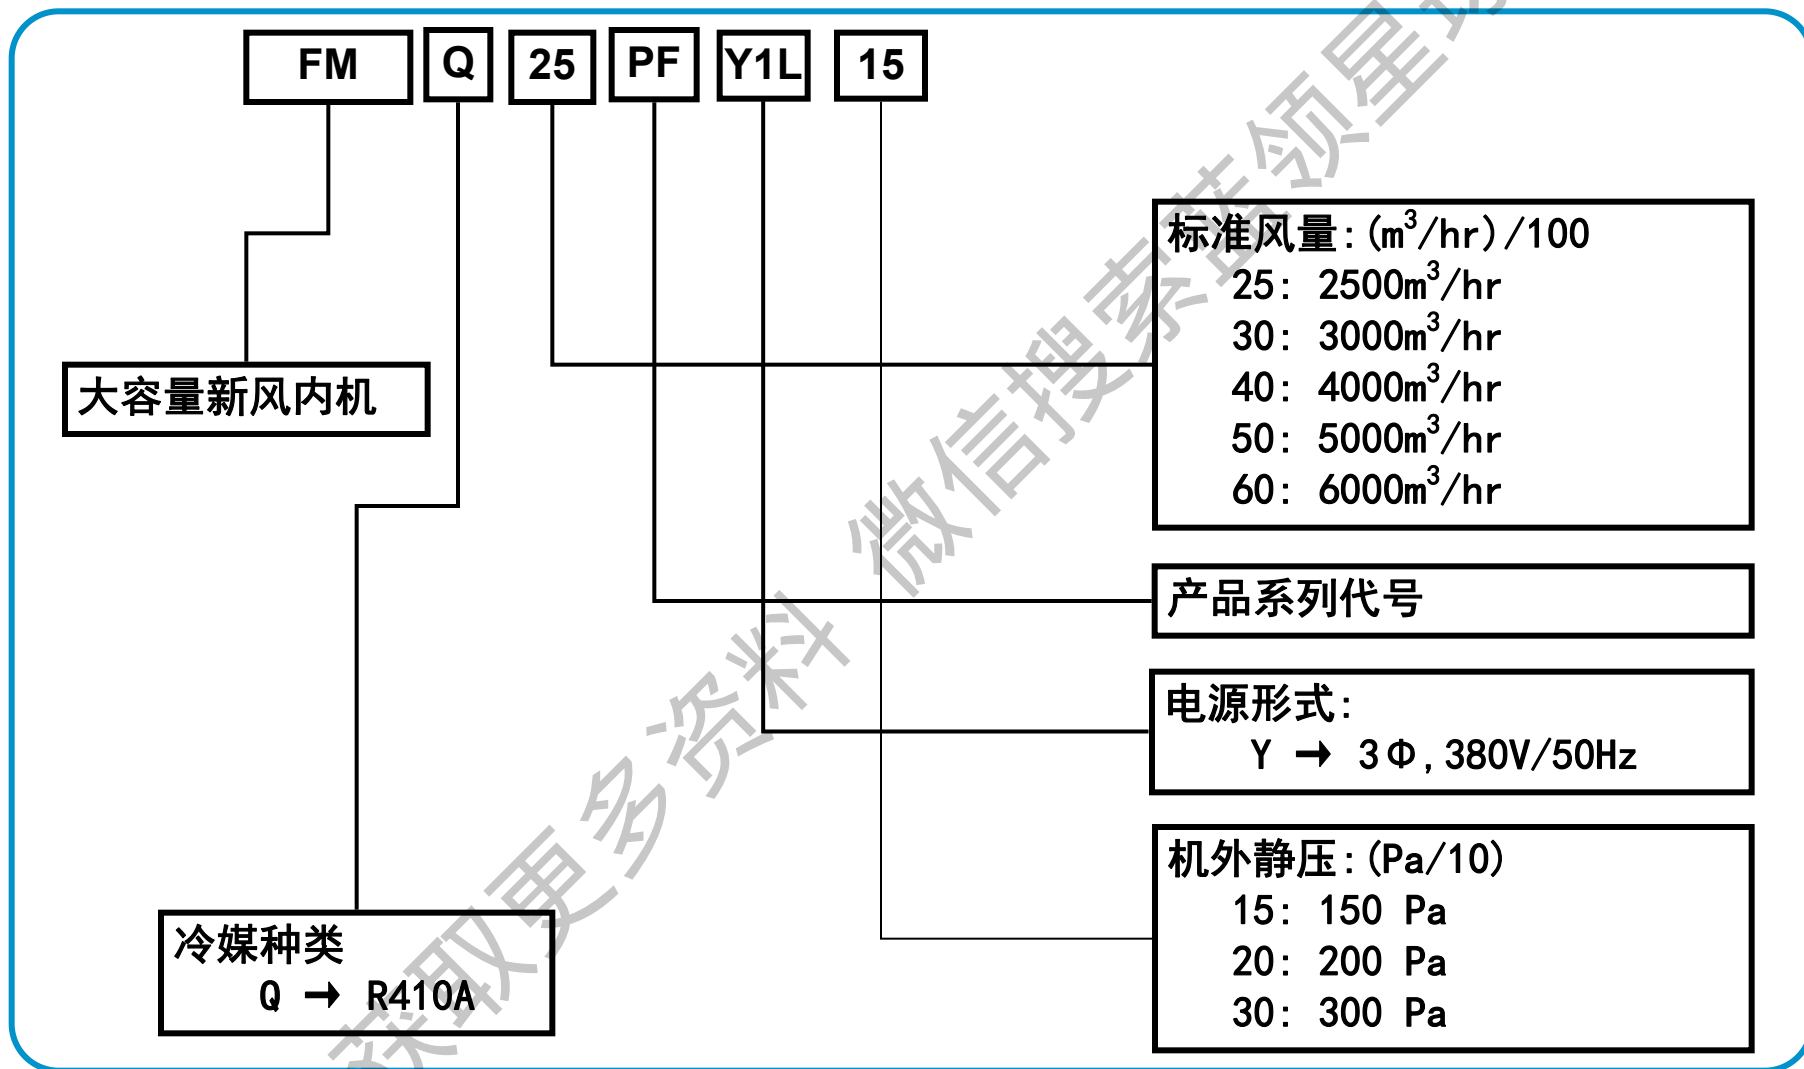 FM Q 25 PF Y1L 15
标准风量:(m³/hr)/100
25: 2500m³/hr
30: 3000m³/hr
40: 4000m³/hr
50: 5000m³/hr
60: 6000m³/hr
大容量新风内机
产品系列代号
电源形式:
Y → 3Φ,380V/50Hz
机外静压:(Pa/10)
15: 150 Pa
20: 200 Pa
30: 300 Pa
冷媒种类
Q → R410A
获取更多资料 微信搜索蓝领星球